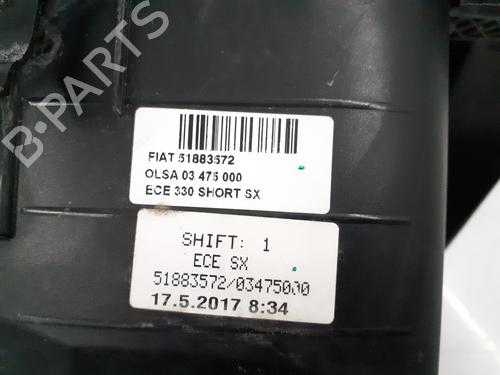 B-PARTS
FIAT 51883572
OLSA 03 475 000
ECE 330 SHORT SX
SHIFT: 1
ECE SX
51883572/03475000
17.5.2017 8:34